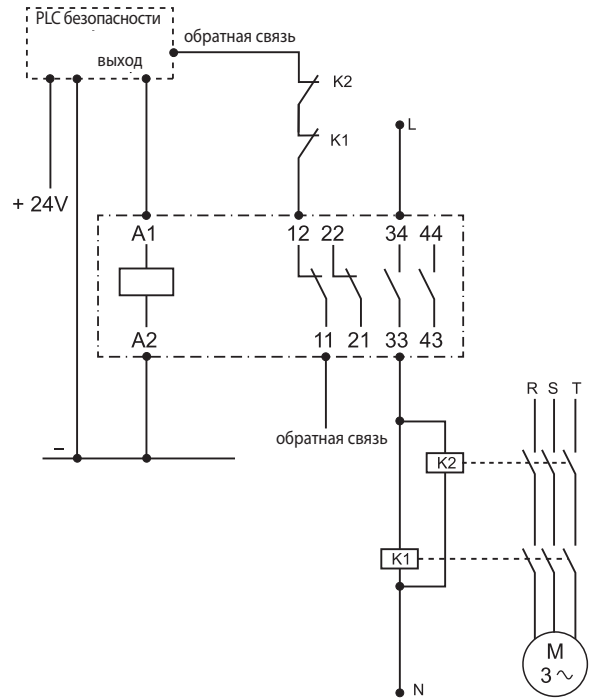 PLC безопасности
выход
обратная связь
K2
K1
L
+ 24V
A1 12 22 34 44
A2 11 21 33 43
обратная связь
–
R S T
K2
K1
M
3 ~
N